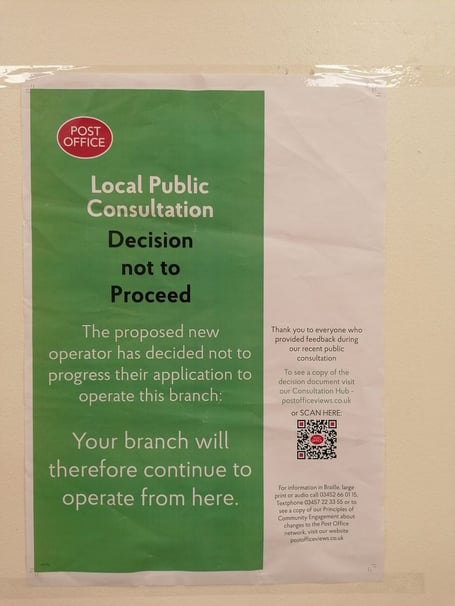 POST
OFFICE
Local Public
Consultation
Decision
not to
Proceed
The proposed new
operator has decided not to
progress their application to
operate this branch:
Your branch will
therefore continue to
operate from here.
Thank you to everyone who
provided feedback during
our recent public
consultation
To see a copy of the
decision document visit
our Consultation Hub -
postofficeviews.co.uk
or SCAN HERE:
For information in Braille, large
print or audio call 03452 66 01 15,
Textphone 03457 22 33 55 or to
see a copy of our Principles of
Community Engagement about
changes to the Post Office
network, visit our website
postofficeviews.co.uk